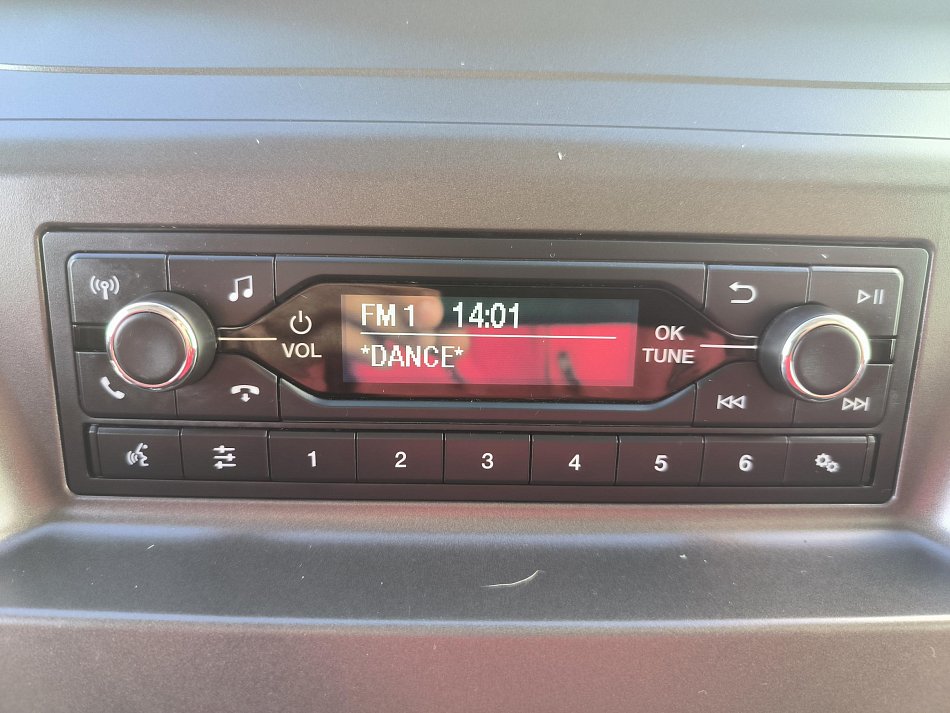 FM 1 14:01
*DANCE*
VOL
OK
TUNE
1 2 3 4 5 6